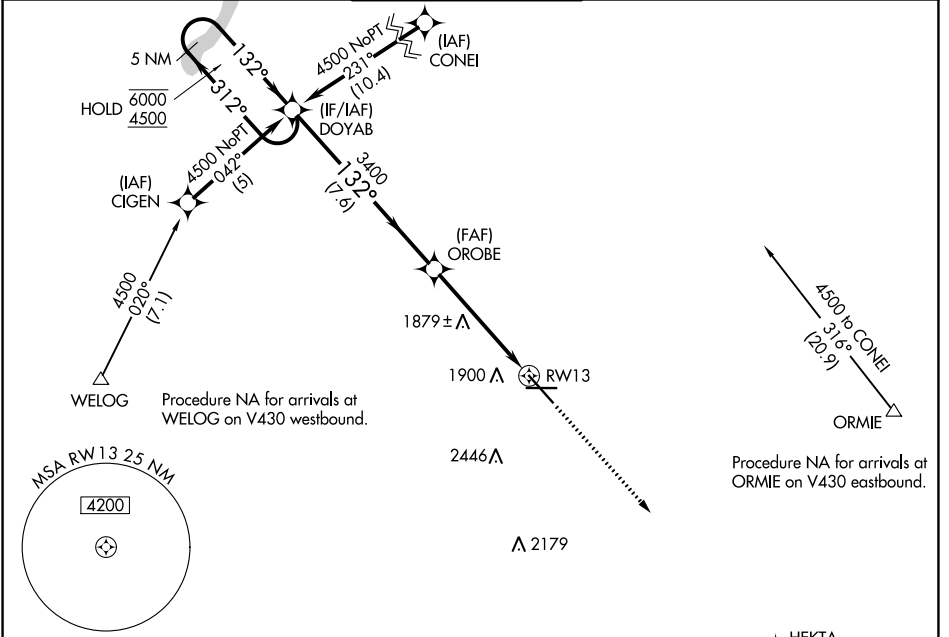 5 NM
132°
312°
HOLD
6000
4500
4500 NoPT
231°
(10.4)
(IAF)
CONEI
(IF/IAF)
DOYAB
4500 NoPT
042°
(5)
(IAF)
CIGEN
3400
132°
(7.6)
(FAF)
OROBE
4500
020°
(7.1)
1879±
4500 to CONEI
316°
(20.9)
1900
RW13
WELOG
Procedure NA for arrivals at
WELOG on V430 westbound.
ORMIE
2446
Procedure NA for arrivals at
ORMIE on V430 eastbound.
MSA RW13 25 NM
4200
2179
HEKTA